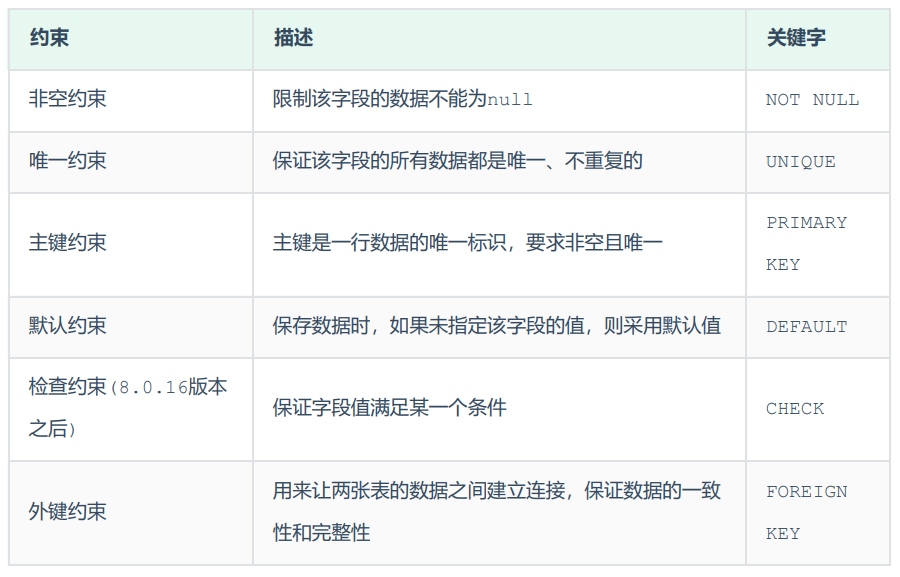 约束 描述 关键字
非空约束 限制该字段的数据不能为null NOT NULL
唯一约束 保证该字段的所有数据都是唯一、不重复的 UNIQUE
主键约束 主键是一行数据的唯一标识，要求非空且唯一 PRIMARY
KEY
默认约束 保存数据时，如果未指定该字段的值，则采用默认值 DEFAULT
检查约束(8.0.16版本
之后) 保证字段值满足某一个条件 CHECK
外键约束 用来让两张表的数据之间建立连接，保证数据的一致
性和完整性 FOREIGN
KEY